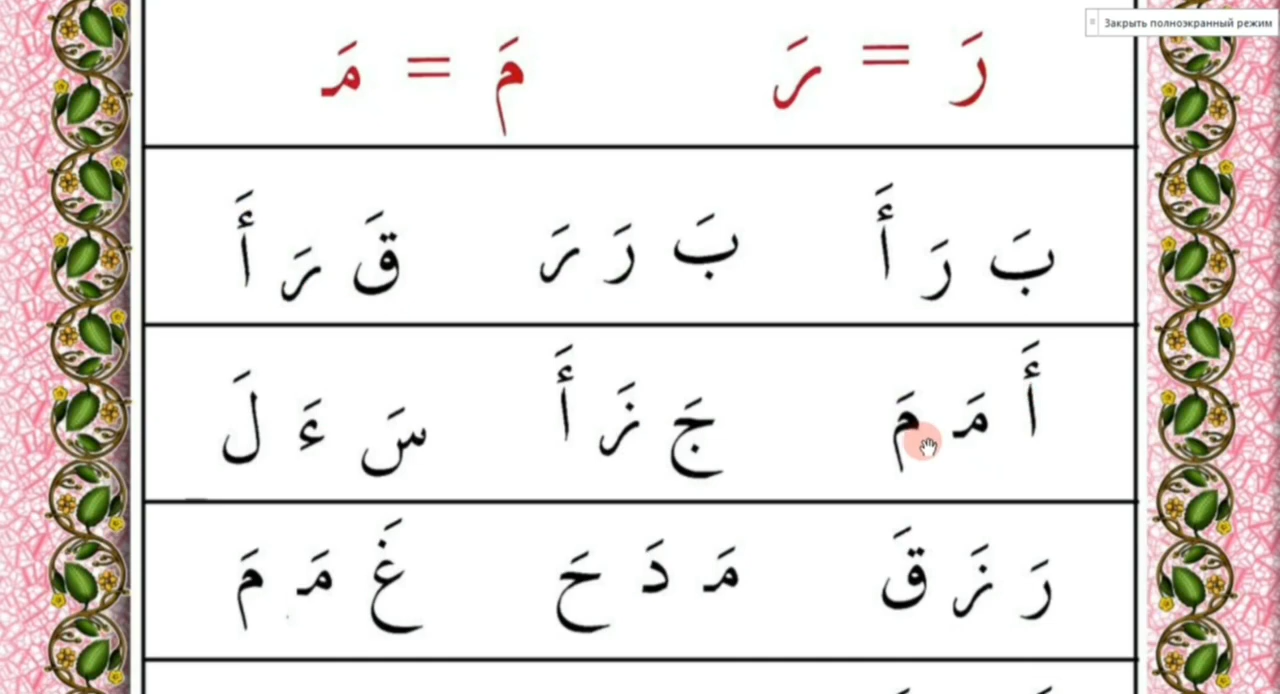 Закрыть полноэкранный режим
رَ = رَ مَ = مَـ
بَ رَ أَ بَ رَ رَ قَ رَ أَ
أَ مَـ مَ جَ زَ أَ سَ ءَ لَ
رَ زَ قَ مَـ دَ حَ غَ مَـ مَ